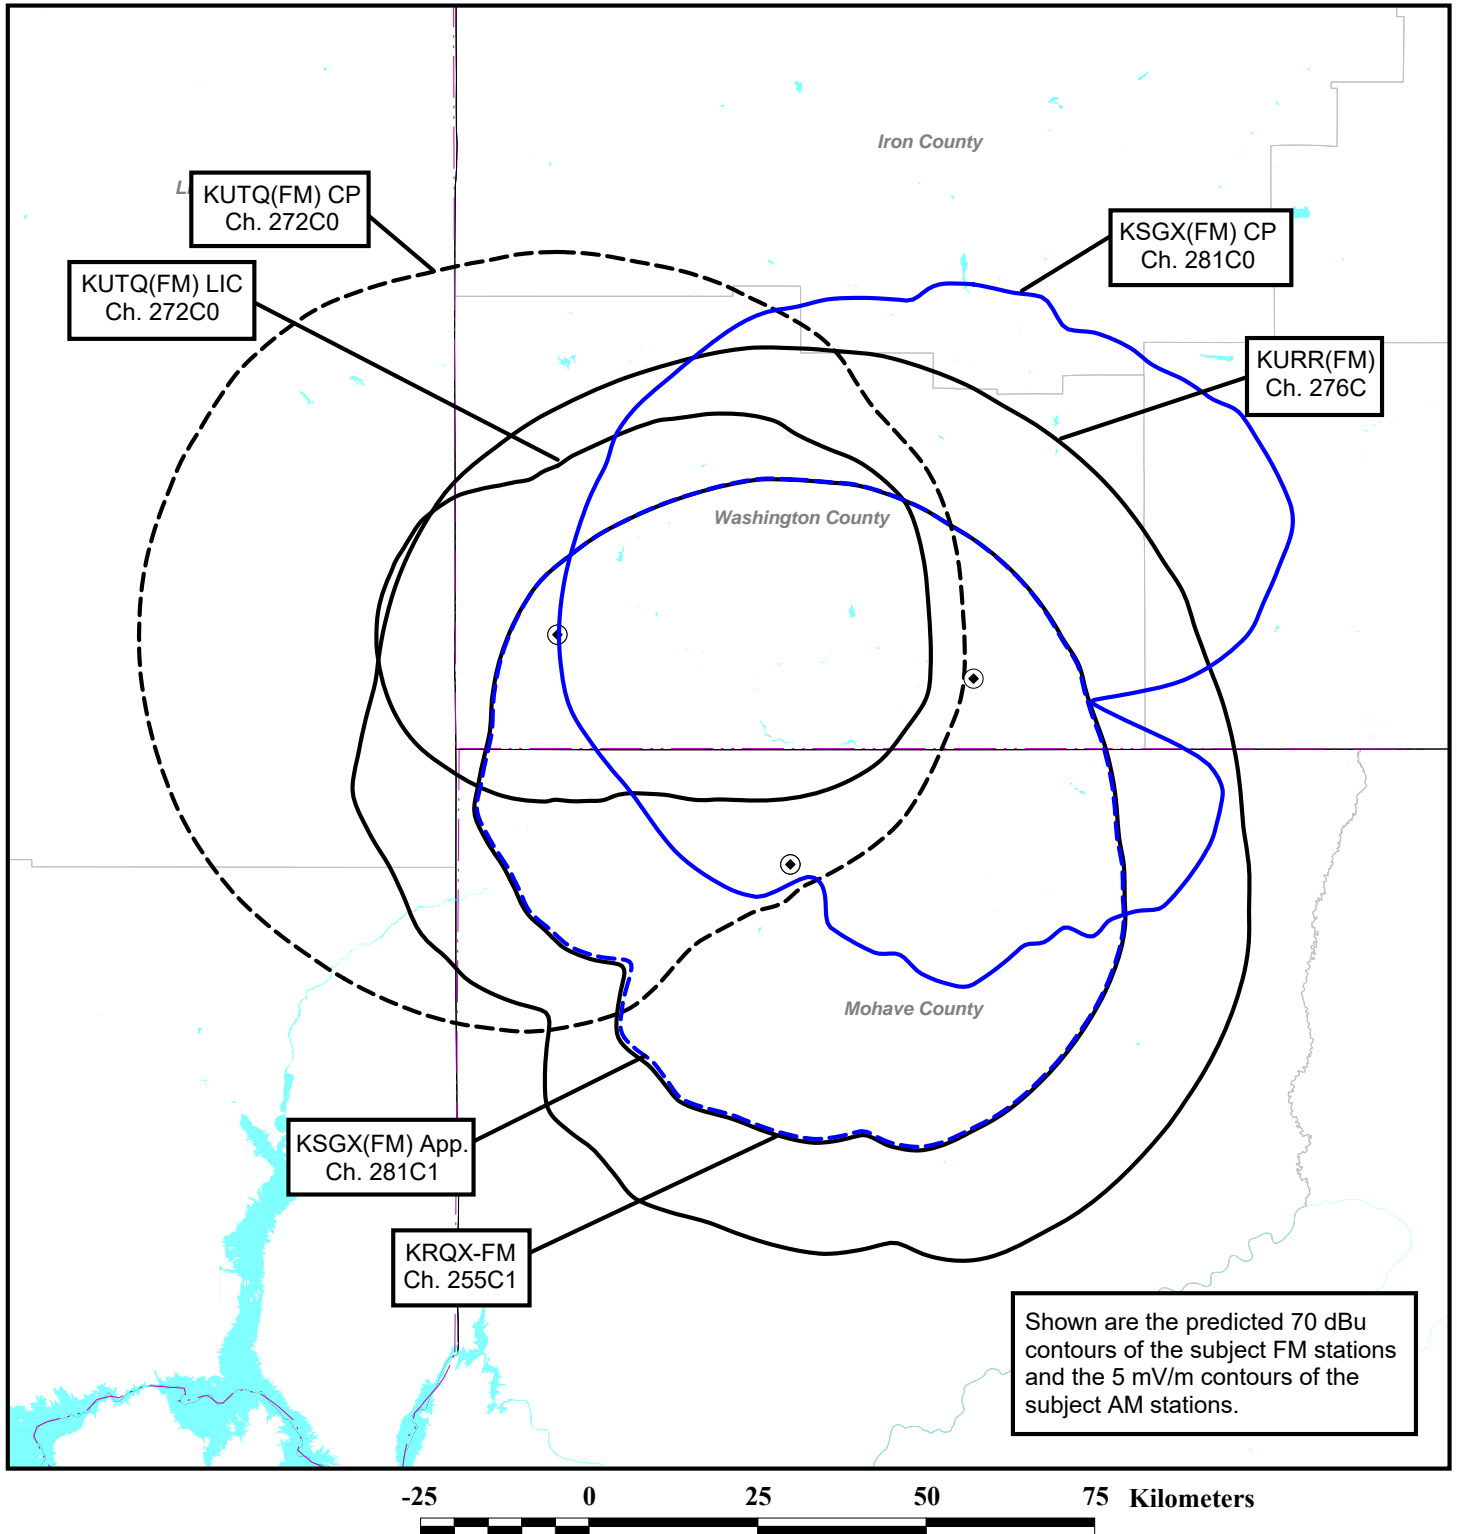 Iron County
KUTQ(FM) CP
Ch. 272C0
KSGX(FM) CP
Ch. 281C0
KUTQ(FM) LIC
Ch. 272C0
KURR(FM)
Ch. 276C
Washington County
Mohave County
KSGX(FM) App.
Ch. 281C1
KRQX-FM
Ch. 255C1
Shown are the predicted 70 dBu
contours of the subject FM stations
and the 5 mV/m contours of the
subject AM stations.
-25 0 25 50 75 Kilometers